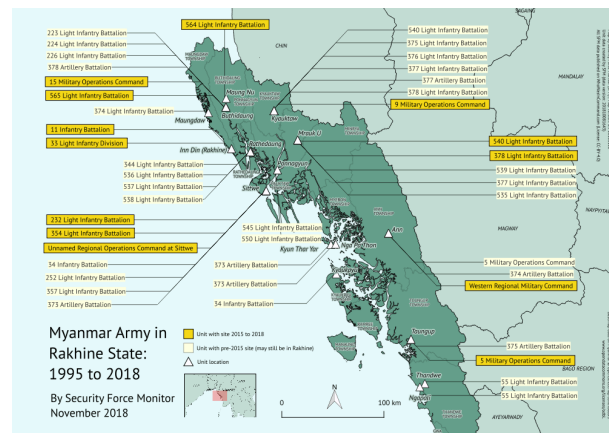 564 Light Infantry Battalion
223 Light Infantry Battalion
224 Light Infantry Battalion
226 Light Infantry Battalion
378 Artillery Battalion
15 Military Operations Command
565 Light Infantry Battalion
374 Light Infantry Battalion
Maungdaw
11 Infantry Battalion
33 Light Infantry Division
Inn Din (Rakhine)
344 Light Infantry Battalion
536 Light Infantry Battalion
537 Light Infantry Battalion
538 Light Infantry Battalion
Sittwe
232 Light Infantry Battalion
354 Light Infantry Battalion
Unnamed Regional Operations Command at Sittwe
34 Infantry Battalion
252 Light Infantry Battalion
357 Light Infantry Battalion
373 Artillery Battalion
Maung Nu
Buthidaung
Rathedaung
Ponnagyun
Kyauktaw
Mrauk-U
CHIN
SAGAING
MANDALAY
MAGWAY
NAYPYITAW
BAGO REGION
AYEYARWADY
540 Light Infantry Battalion
375 Light Infantry Battalion
376 Light Infantry Battalion
377 Light Infantry Battalion
377 Artillery Battalion
378 Light Infantry Battalion
9 Military Operations Command
540 Light Infantry Battalion
378 Light Infantry Battalion
539 Light Infantry Battalion
377 Light Infantry Battalion
535 Light Infantry Battalion
545 Light Infantry Battalion
550 Light Infantry Battalion
Kyun Thar Yar
Nga Pa Chan
Ann
373 Artillery Battalion
373 Artillery Battalion
34 Infantry Battalion
Kyaukpyu
5 Military Operations Command
374 Artillery Battalion
Western Regional Military Command
Taungup
375 Artillery Battalion
5 Military Operations Command
Thandwe
55 Light Infantry Battalion
55 Light Infantry Battalion
Ngapali
Myanmar Army in
Rakhine State:
1995 to 2018
By Security Force Monitor
November 2018
Unit with site 2015 to 2018
Unit with pre-2015 site (may still be in Rakhine)
Unit location
N
0
100 km